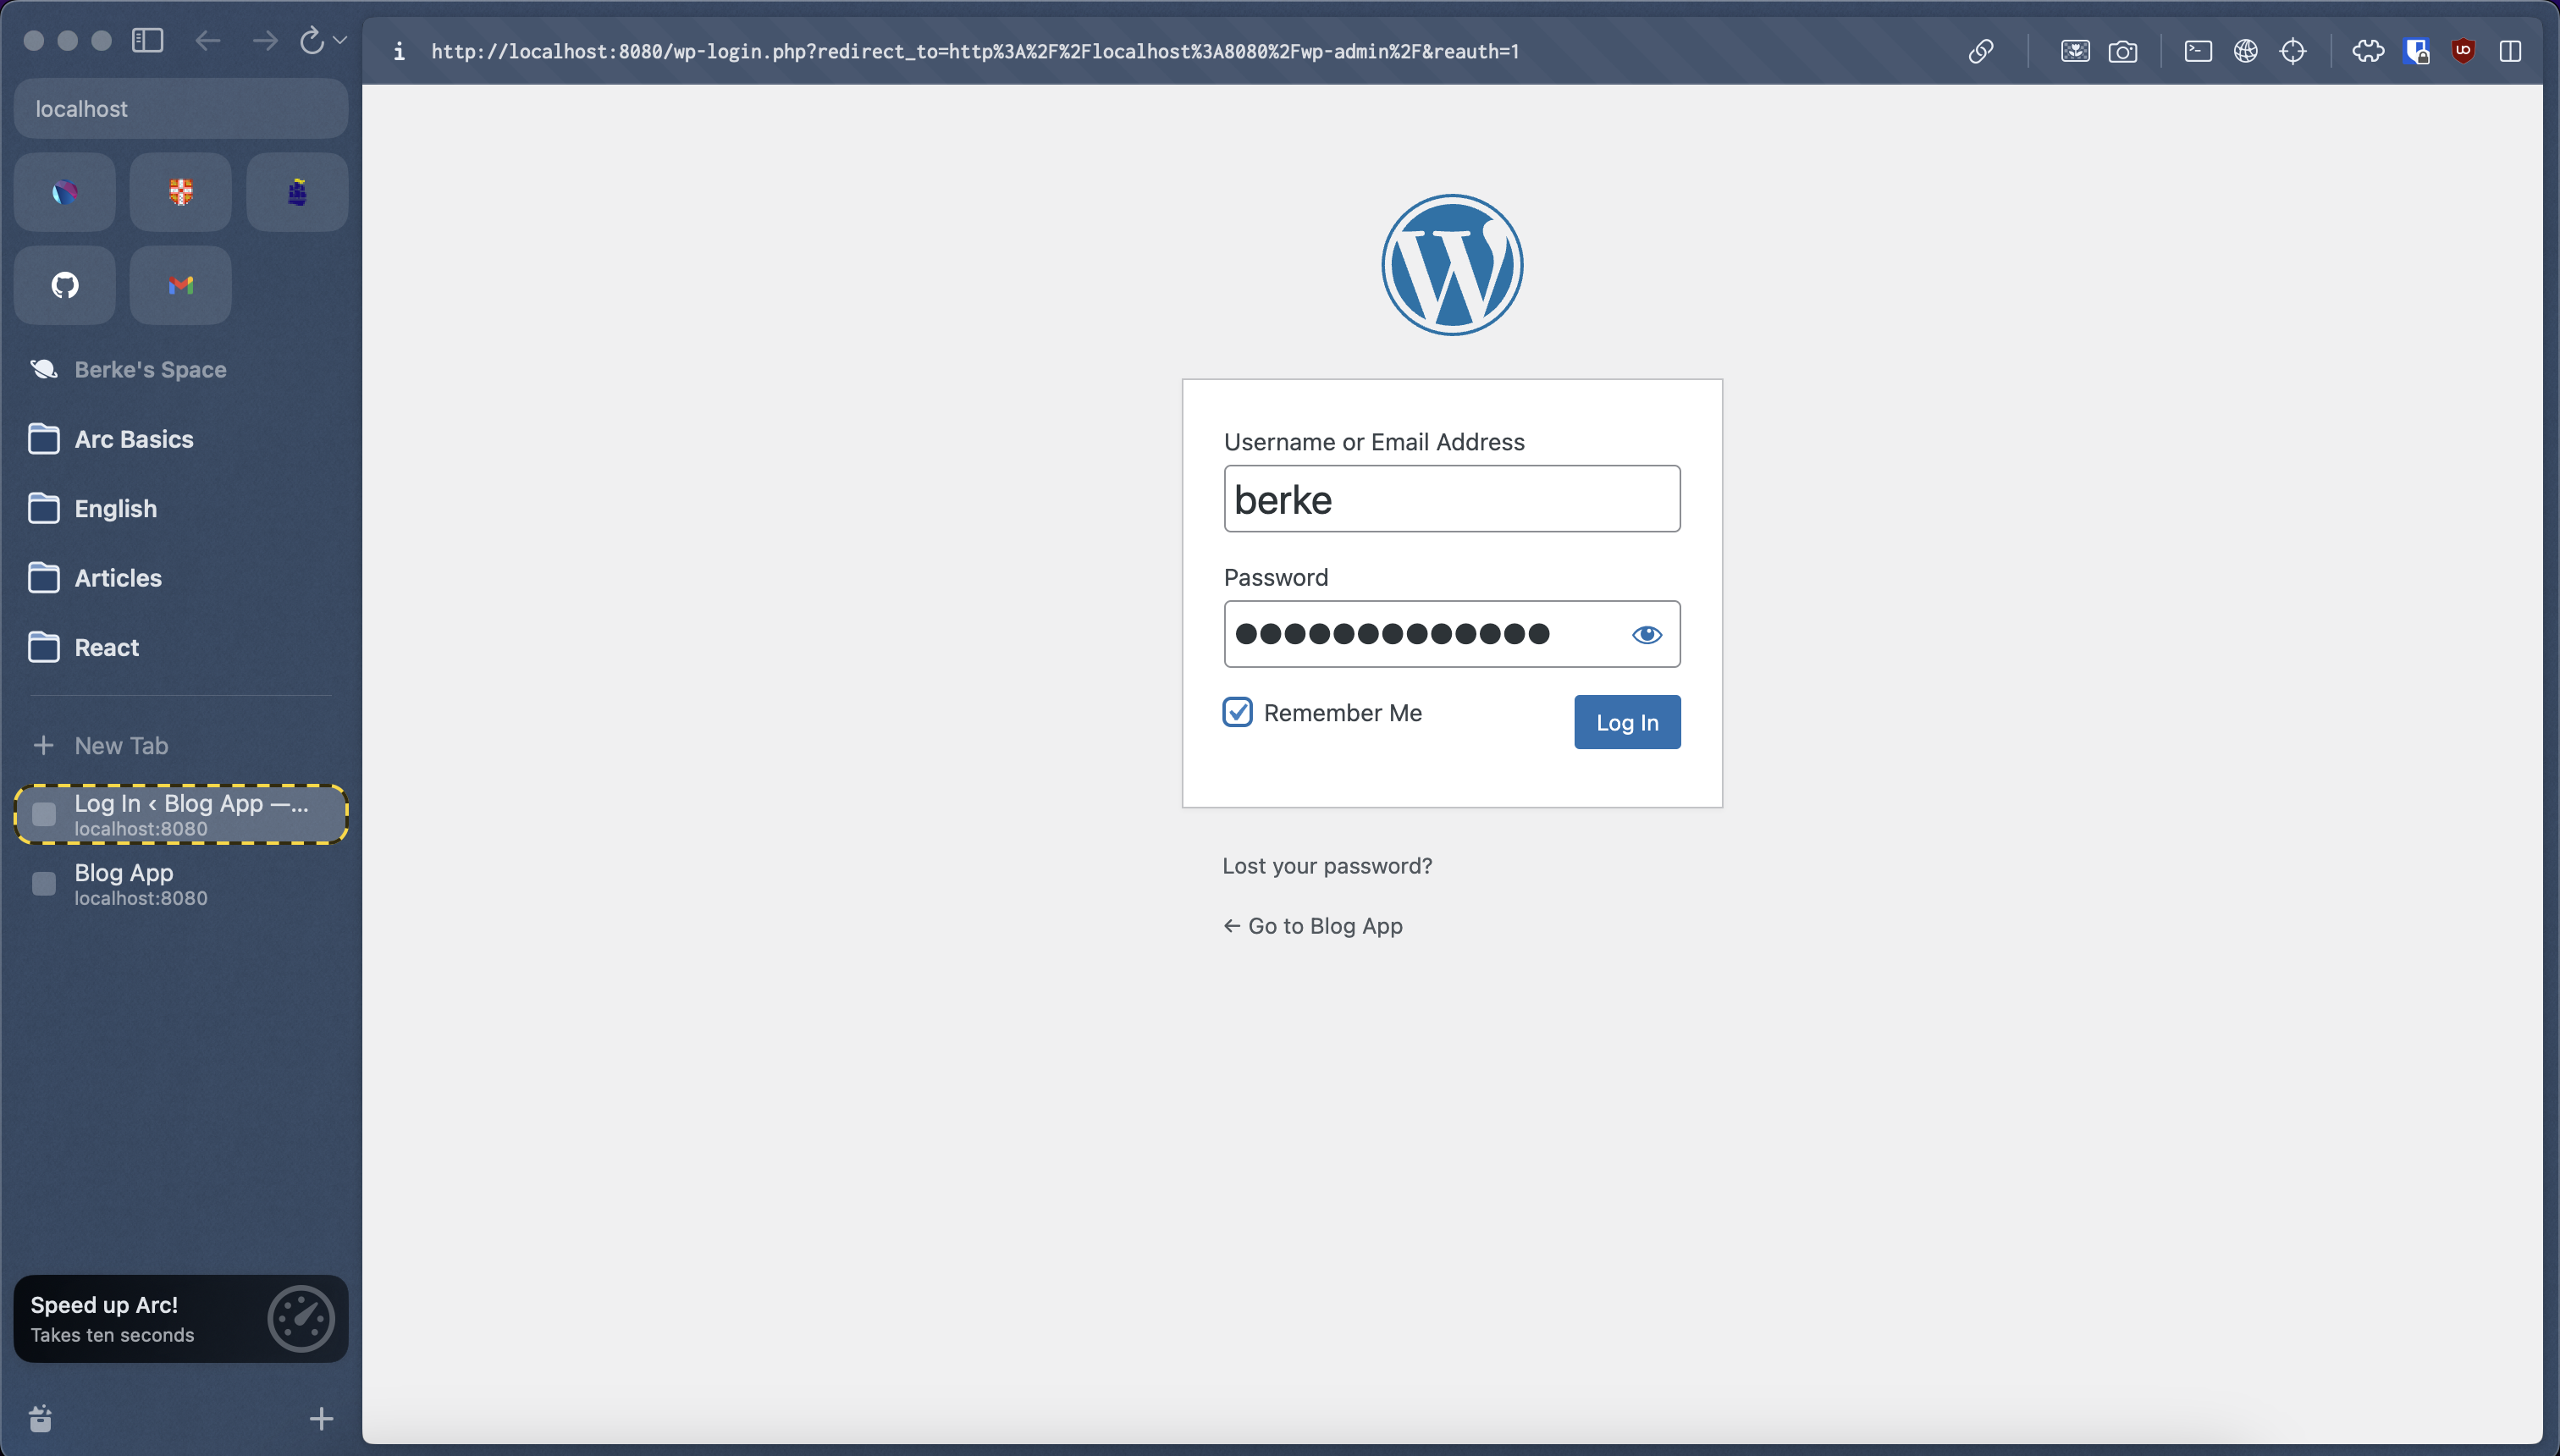 http://localhost:8080/wp-login.php?redirect_to=http%3A%2F%2Flocalhost%3A8080%2Fwp-admin%2F&reauth=1
localhost
Berke's Space
Arc Basics
English
Articles
React
New Tab
Log In ‹ Blog App —...
localhost:8080
Blog App
localhost:8080
Speed up Arc!
Takes ten seconds
Username or Email Address
berke
Password
Remember Me
Log In
Lost your password?
← Go to Blog App